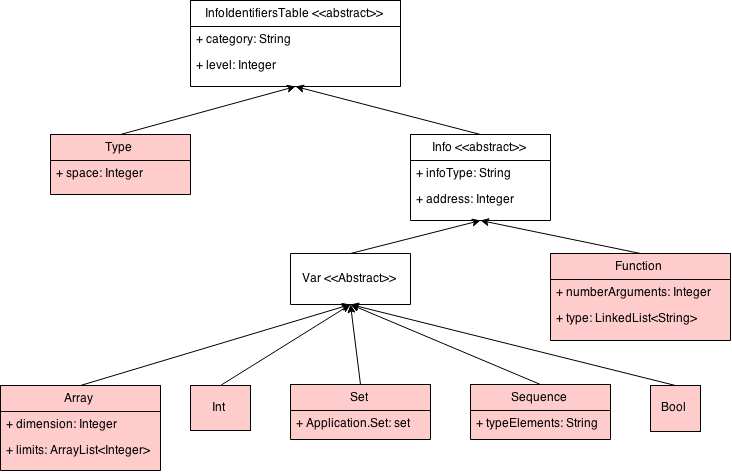 InfoIdentifiersTable <<abstract>>
+ category: String
+ level: Integer
Type
+ space: Integer
Info <<abstract>>
+ infoType: String
+ address: Integer
Var <<Abstract>>
Function
+ numberArguments: Integer
+ type: LinkedList<String>
Array
+ dimension: Integer
+ limits: ArrayList<Integer>
Int
Set
+ Application.Set: set
Sequence
+ typeElements: String
Bool